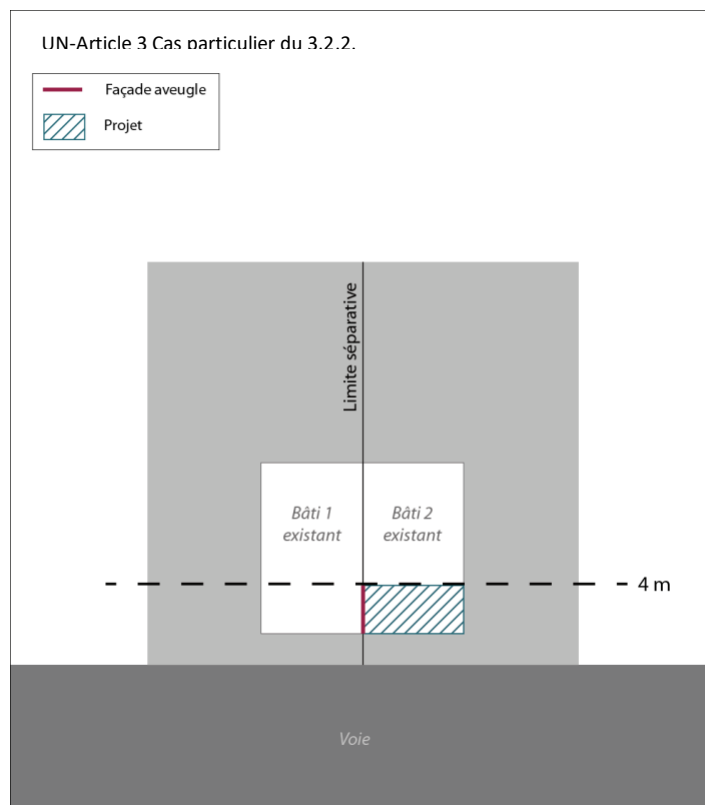 UN-Article 3 Cas particulier du 3.2.2.
Façade aveugle
Projet
Limite séparative
Bâti 1
existant
Bâti 2
existant
4 m
Voie